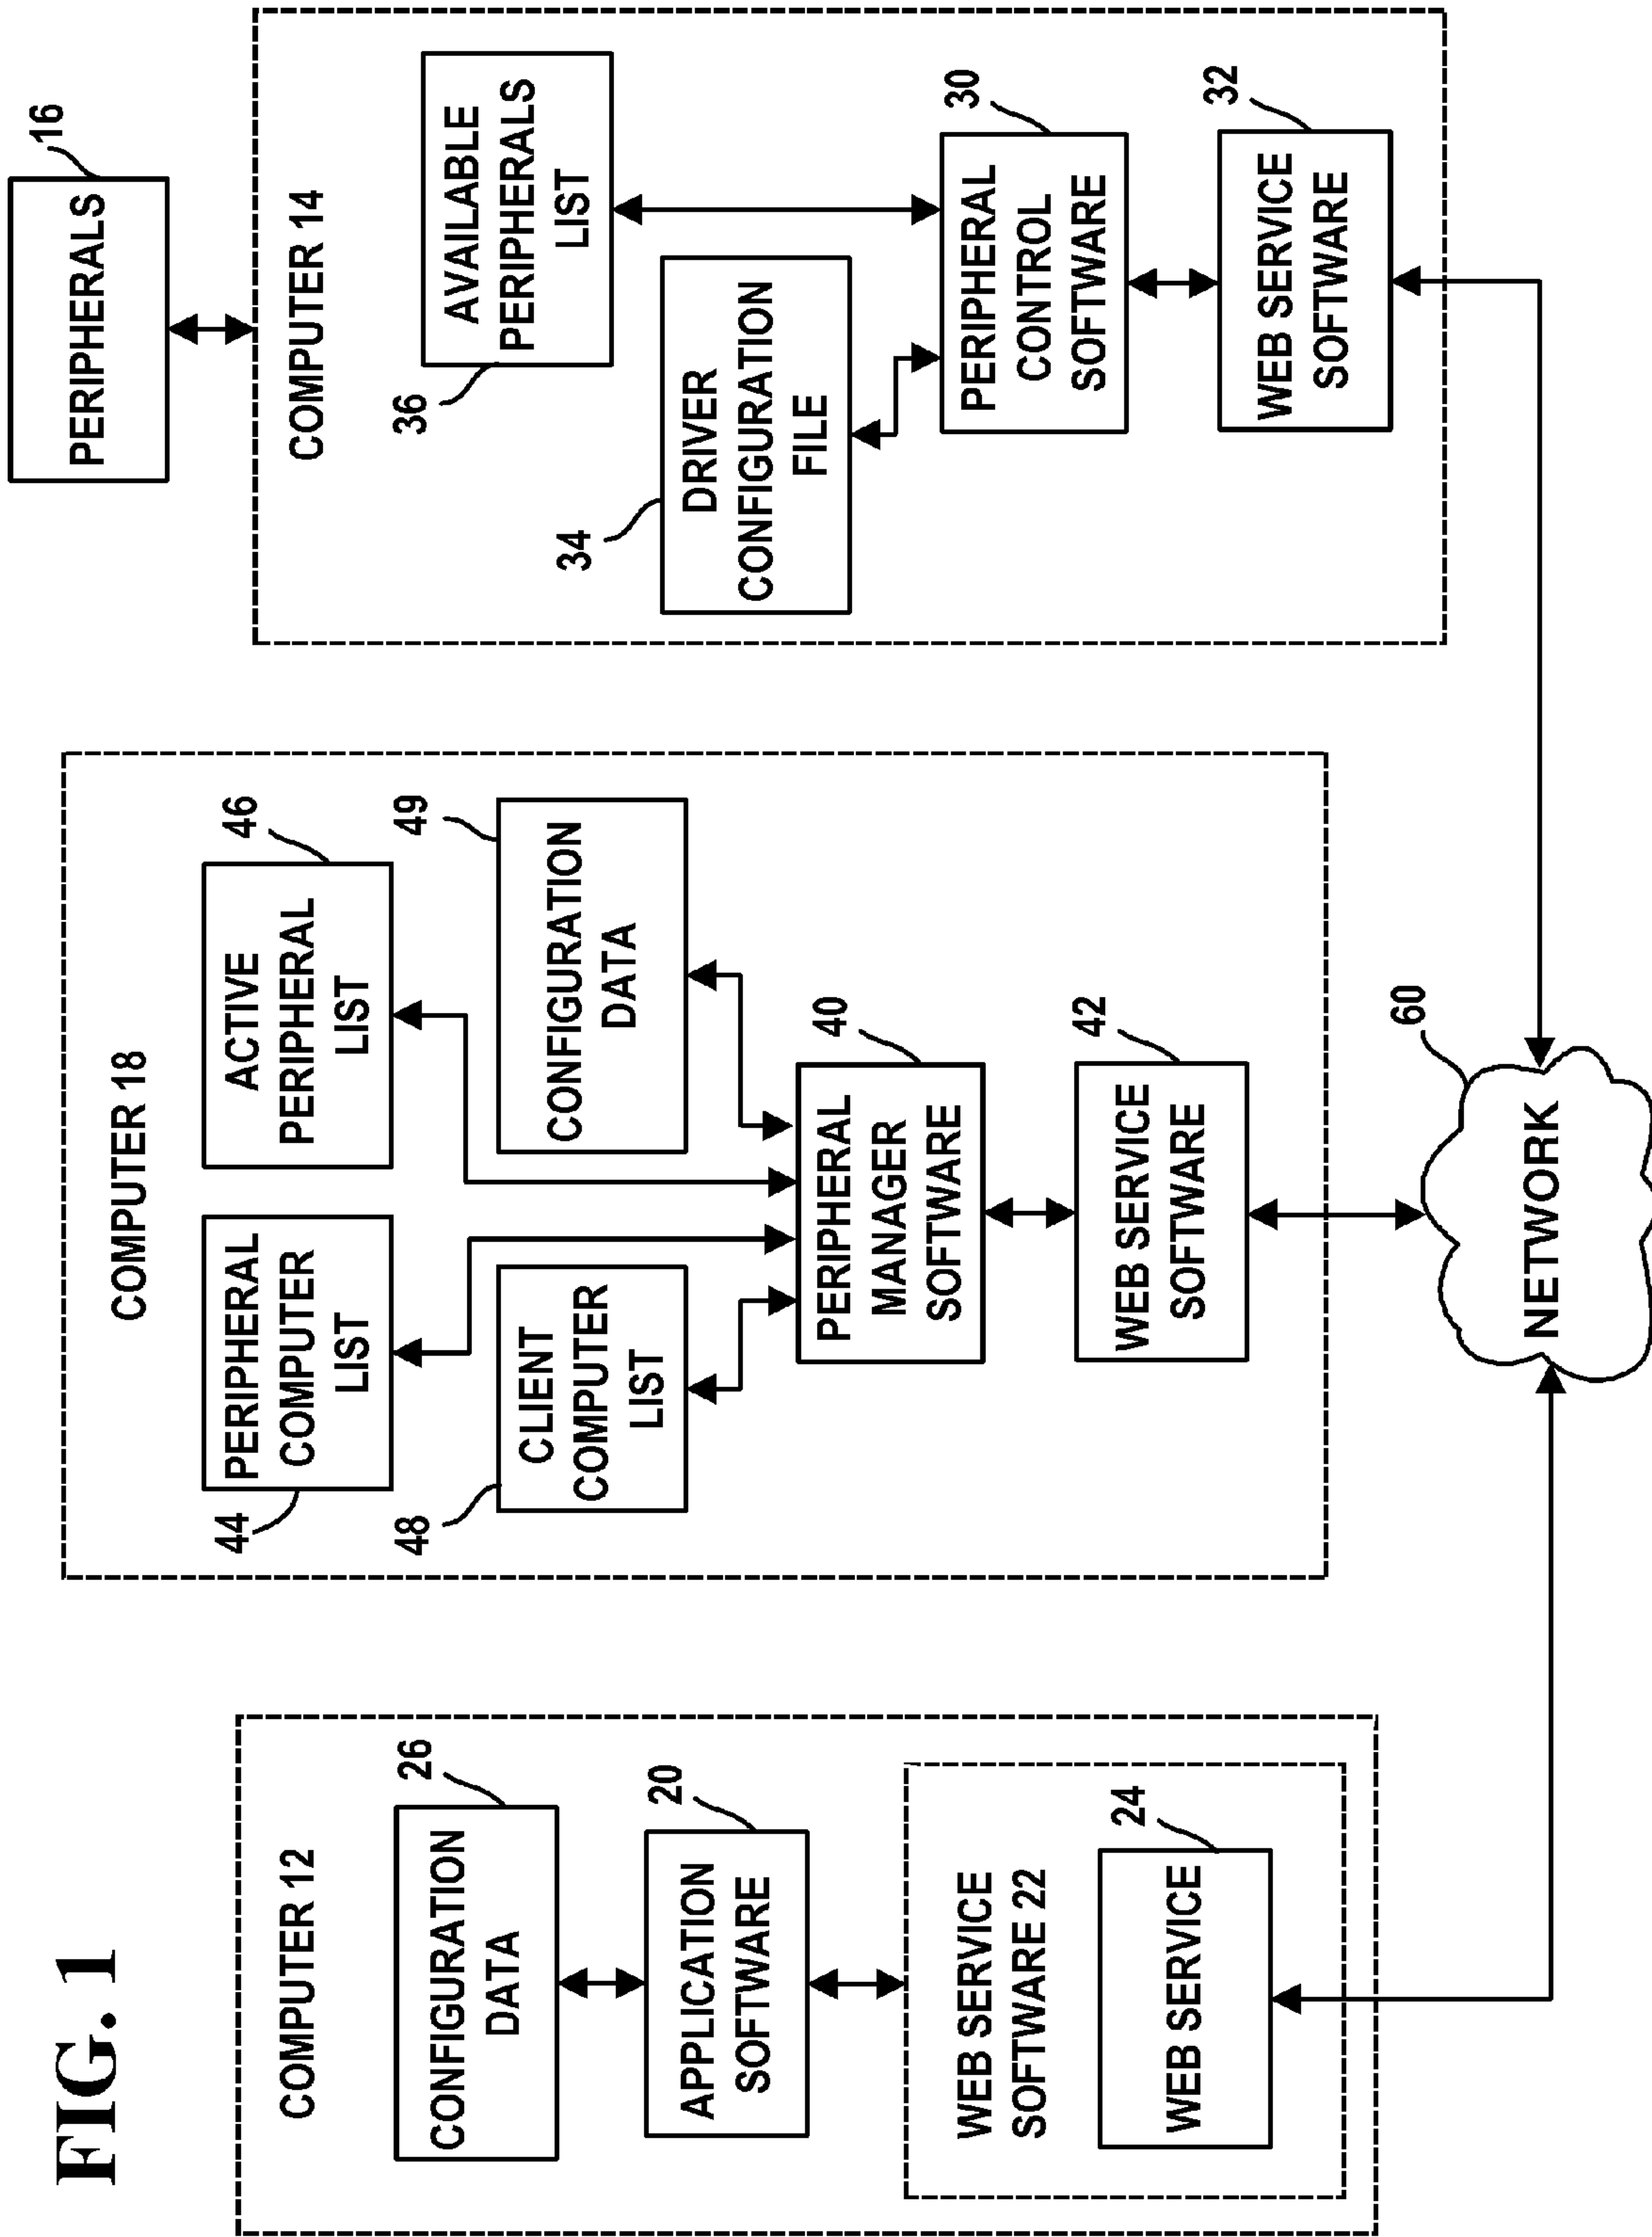 FIG. 1
COMPUTER 12
CONFIGURATION
DATA
26
APPLICATION
SOFTWARE
20
WEB SERVICE
SOFTWARE 22
WEB SERVICE
24
COMPUTER 18
PERIPHERAL
COMPUTER
LIST
44
ACTIVE
PERIPHERAL
LIST
46
CLIENT
COMPUTER
LIST
48
CONFIGURATION
DATA
49
PERIPHERAL
MANAGER
SOFTWARE
40
WEB SERVICE
SOFTWARE
42
NETWORK
60
PERIPHERALS
16
COMPUTER 14
AVAILABLE
PERIPHERALS
LIST
36
DRIVER
CONFIGURATION
FILE
34
PERIPHERAL
CONTROL
SOFTWARE
30
WEB SERVICE
SOFTWARE
32